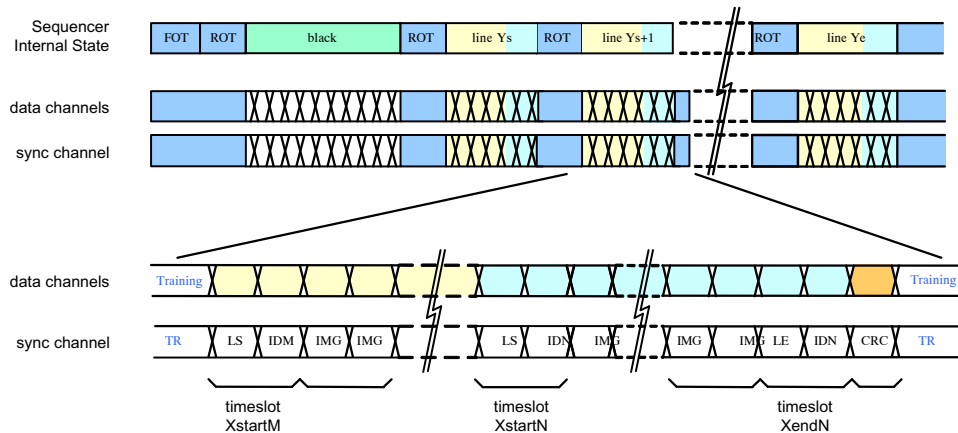 Sequencer
Internal State
FOT ROT black ROT line Ys ROT line Ys+1 ROT line Ye
data channels
sync channel
data channels Training Training
sync channel TR LS IDM IMG IMG LS IDN IMG IMG IMG LE IDN CRC TR
timeslot timeslot timeslot
XstartM XstartN XendN